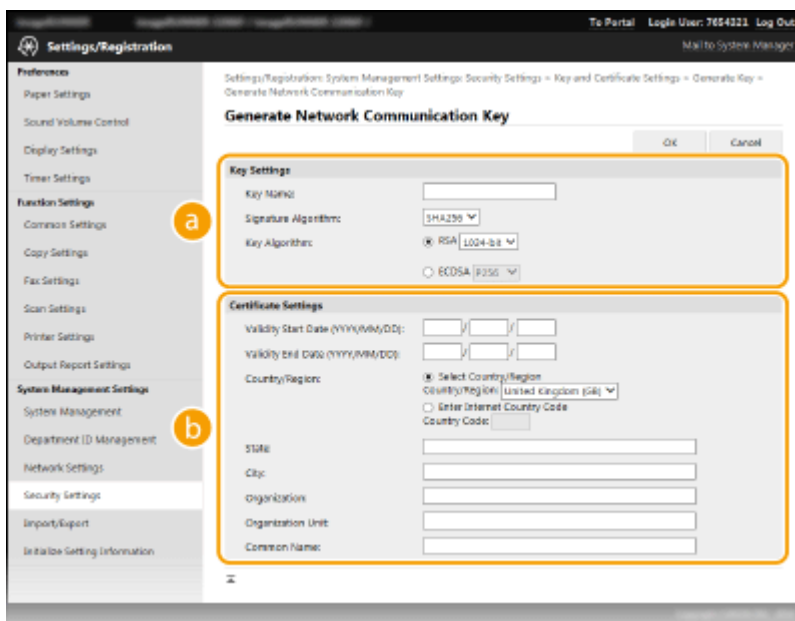 To Portal Login User: 7654321 Log Out
Settings/Registration
Mail to System Manager
Preferences
Paper Settings
Sound Volume Control
Display Settings
Timer Settings
Function Settings
Common Settings
Copy Settings
Fax Settings
Scan Settings
Printer Settings
Output Report Settings
System Management Settings
System Management
Department ID Management
Network Settings
Security Settings
Import/Export
Initialize Setting Information
Settings/Registration: System Management Settings: Security Settings > Key and Certificate Settings > Generate Key >
Generate Network Communication Key
Generate Network Communication Key
OK Cancel
a
Key Settings
Key Name:
Signature Algorithm: SHA256
Key Algorithm: RSA 1024-bit
ECDSA P256
b
Certificate Settings
Validity Start Date (YYYY/MM/DD): / /
Validity End Date (YYYY/MM/DD): / /
Country/Region: Select Country/Region
Country/Region: United Kingdom (GB)
Enter Internet Country Code
Country Code:
State:
City:
Organization:
Organization Unit:
Common Name: